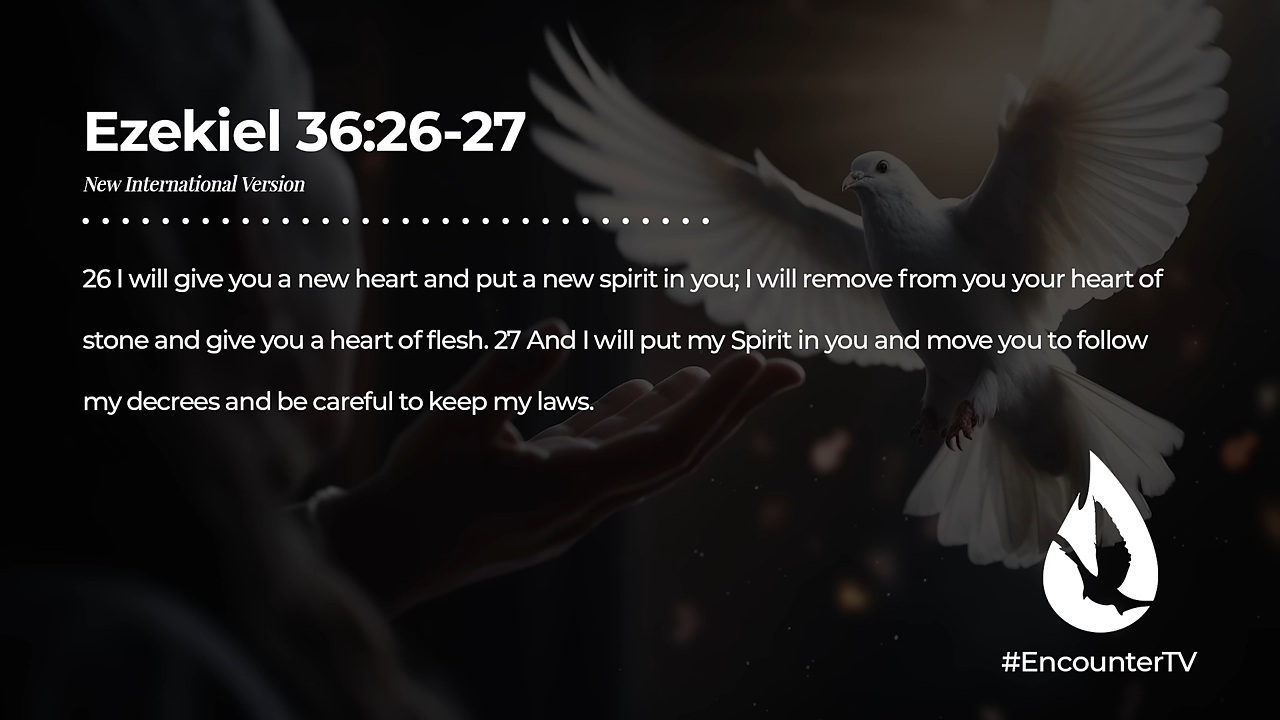 Ezekiel 36:26-27
New International Version
26 I will give you a new heart and put a new spirit in you; I will remove from you your heart of
stone and give you a heart of flesh. 27 And I will put my Spirit in you and move you to follow
my decrees and be careful to keep my laws.
#EncounterTV